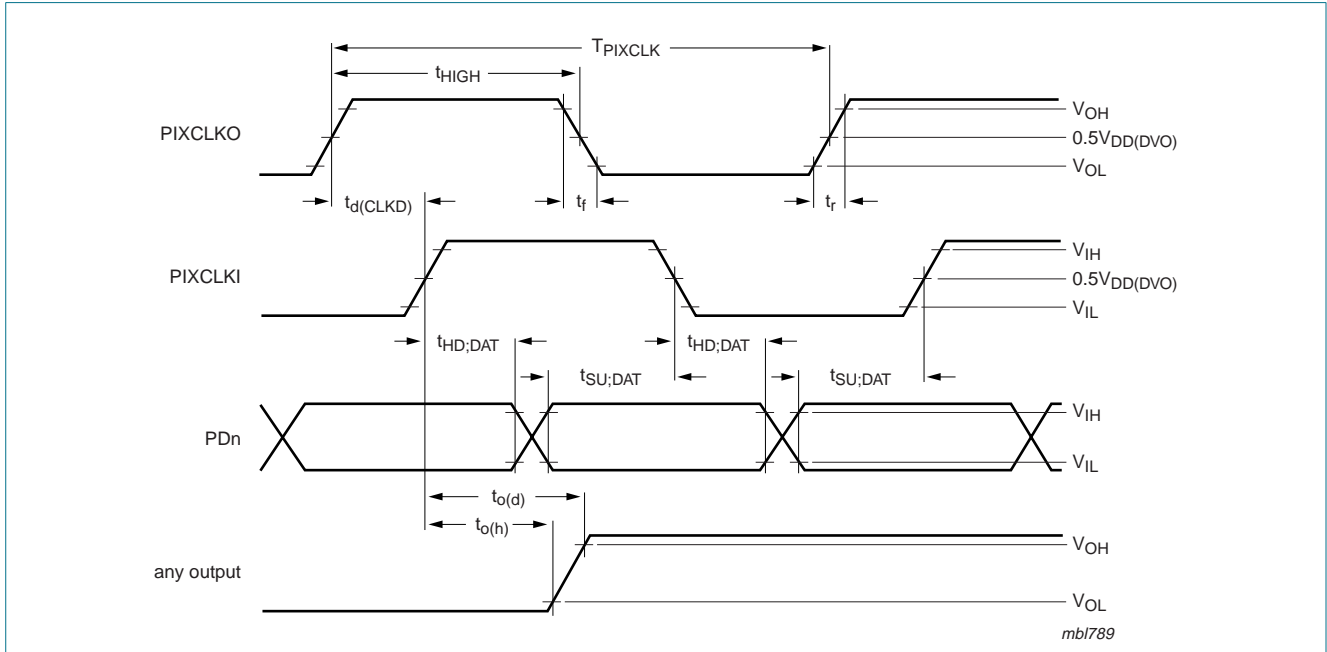 TPIXCLK
tHIGH
PIXCLKO
VOH
0.5VDD(DVO)
VOL
td(CLKD)
tf
tr
PIXCLKI
VIH
0.5VDD(DVO)
VIL
tHD;DAT
tHD;DAT
tSU;DAT
tSU;DAT
PDn
VIH
VIL
to(d)
to(h)
any output
VOH
VOL
mbl789